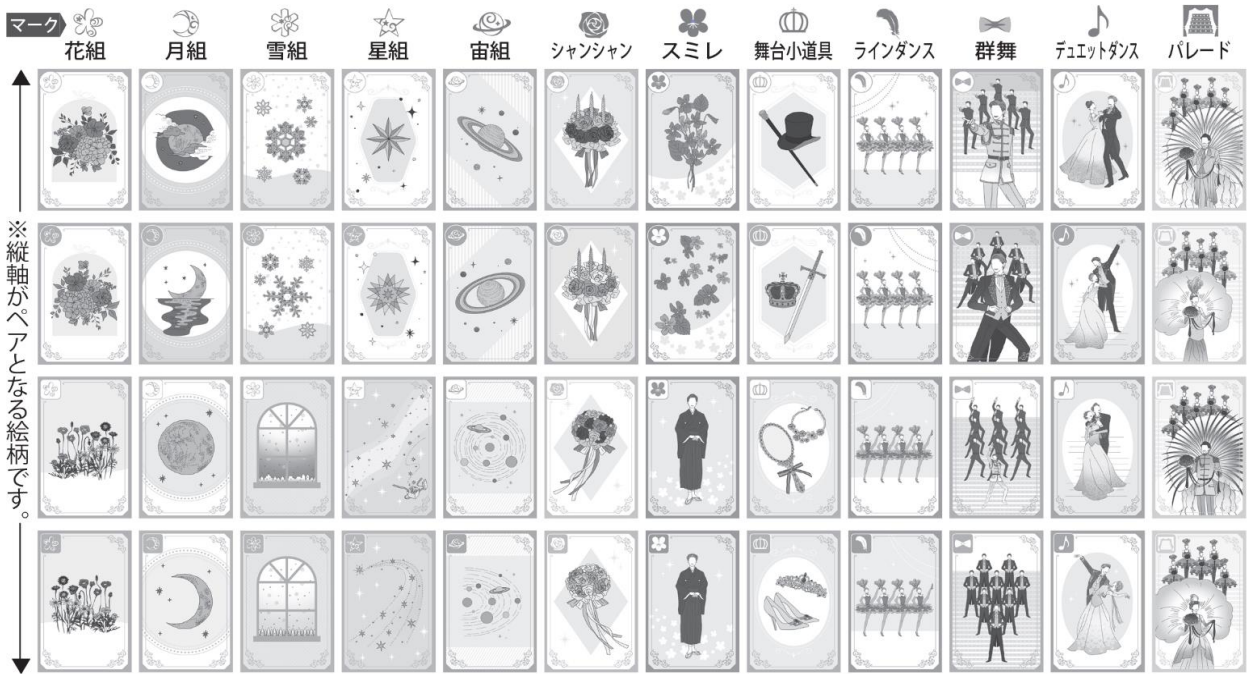 マーク
花組
月組
雪組
星組
宙組
シャンシャン
スミレ
舞台小道具
ラインダンス
群舞
デュエットダンス
パレード
※縦軸がペアとなる絵柄です。